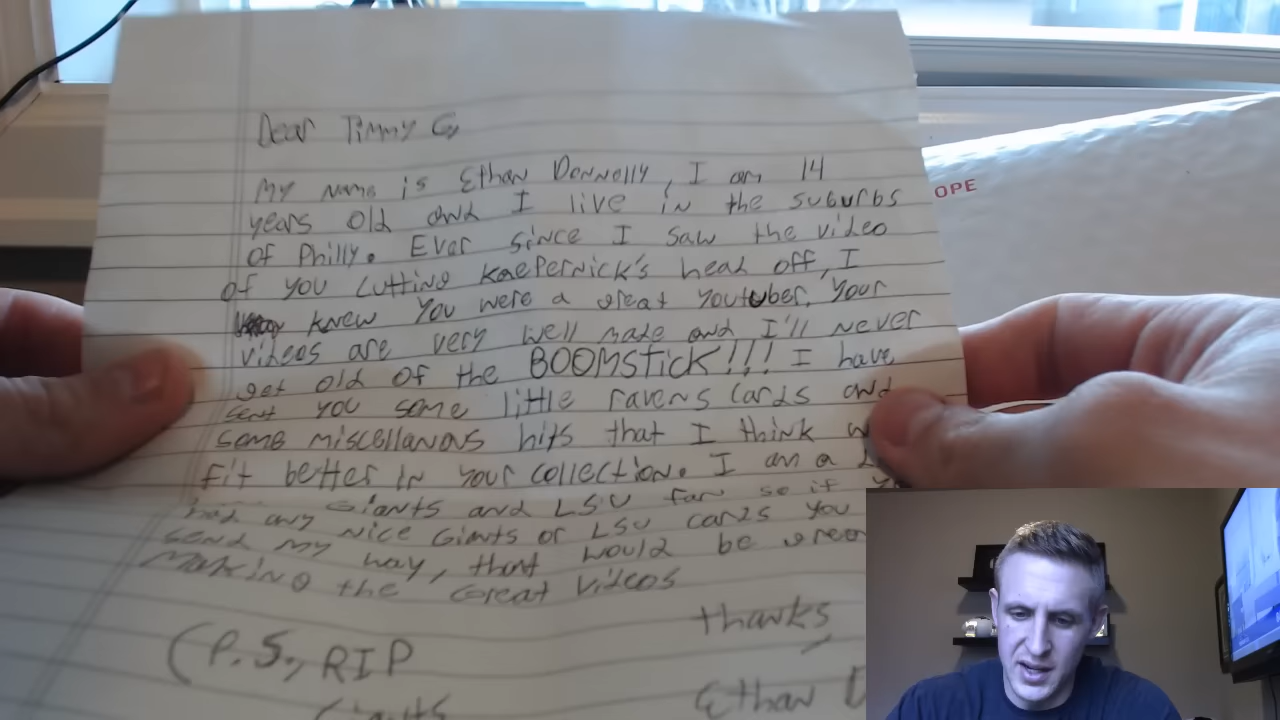 Dear Timmy G,
My name is Ethan Donnelly, I am 14
years old and I live in the suburbs
of Philly. Ever since I saw the video
of you cutting Kaepernick's head off, I
knew you were a great youtuber. Your
videos are very well made and I'll never
get old of the BOOMSTICK!!! I have
sent you some little ravens cards and
some miscellanous hits that I think
fit better in your collection. I am a
Giants and LSU fan so if
had any nice Giants or LSU cards you
send my way, that would be
making the Great videos
thanks,
(P.S., RIP
Giants
Ethan D
OPE